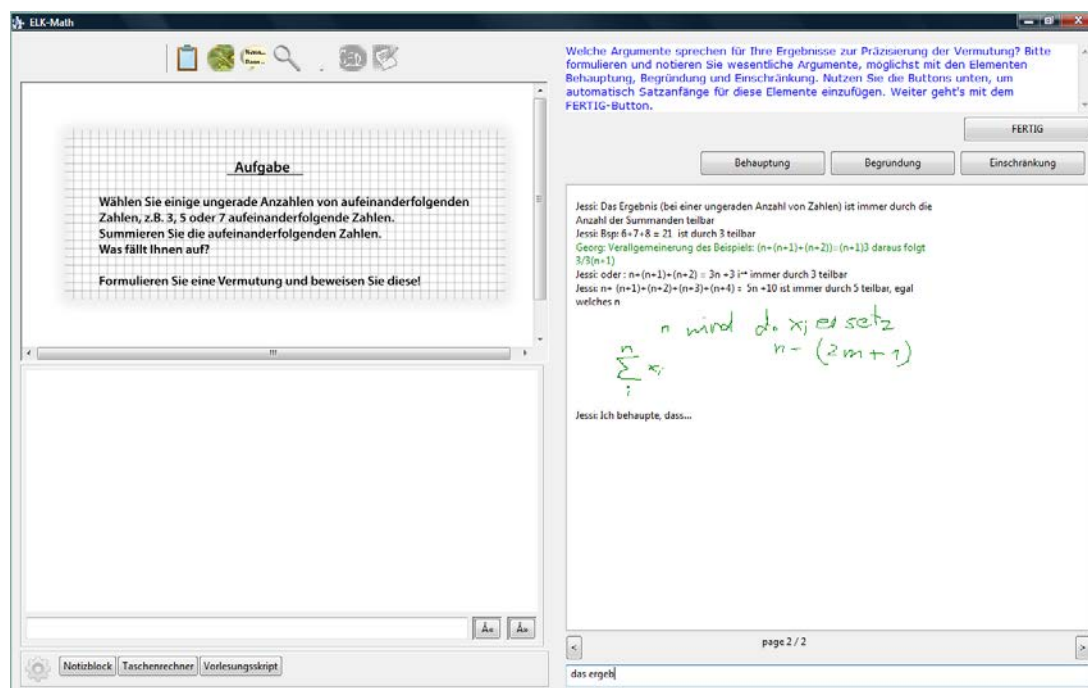 ELK-Math
Aufgabe
Wählen Sie einige ungerade Anzahlen von aufeinanderfolgenden
Zahlen, z.B. 3, 5 oder 7 aufeinanderfolgende Zahlen.
Summieren Sie die aufeinanderfolgenden Zahlen.
Was fällt Ihnen auf?
Formulieren Sie eine Vermutung und beweisen Sie diese!
Notizblock
Taschenrechner
Vorlesungsskript
Welche Argumente sprechen für Ihre Ergebnisse zur Präzisierung der Vermutung? Bitte
formulieren und notieren Sie wesentliche Argumente, möglichst mit den Elementen
Behauptung, Begründung und Einschränkung. Nutzen Sie die Buttons unten, um
automatisch Satzanfänge für diese Elemente einzufügen. Weiter geht's mit dem
FERTIG-Button.
FERTIG
Behauptung
Begründung
Einschränkung
Jessi: Das Ergebnis (bei einer ungeraden Anzahl von Zahlen) ist immer durch die
Anzahl der Summanden teilbar
Jessi: Bsp: 6+7+8 = 21 ist durch 3 teilbar
Georg: Verallgemeinerung des Beispiels: (n+(n+1)+(n+2))=(n+1)3 daraus folgt
3/3(n+1)
Jessi: oder : n+(n+1)+(n+2) = 3n +3 immer durch 3 teilbar
Jessi: n+ (n+1)+(n+2)+(n+3)+(n+4) = 5n +10 ist immer durch 5 teilbar, egal
welches n
n wird d. xi ersetz
n - (2m+1)
n
∑ xi
i
Jessi: Ich behaupte, dass...
page 2 / 2
das ergeb